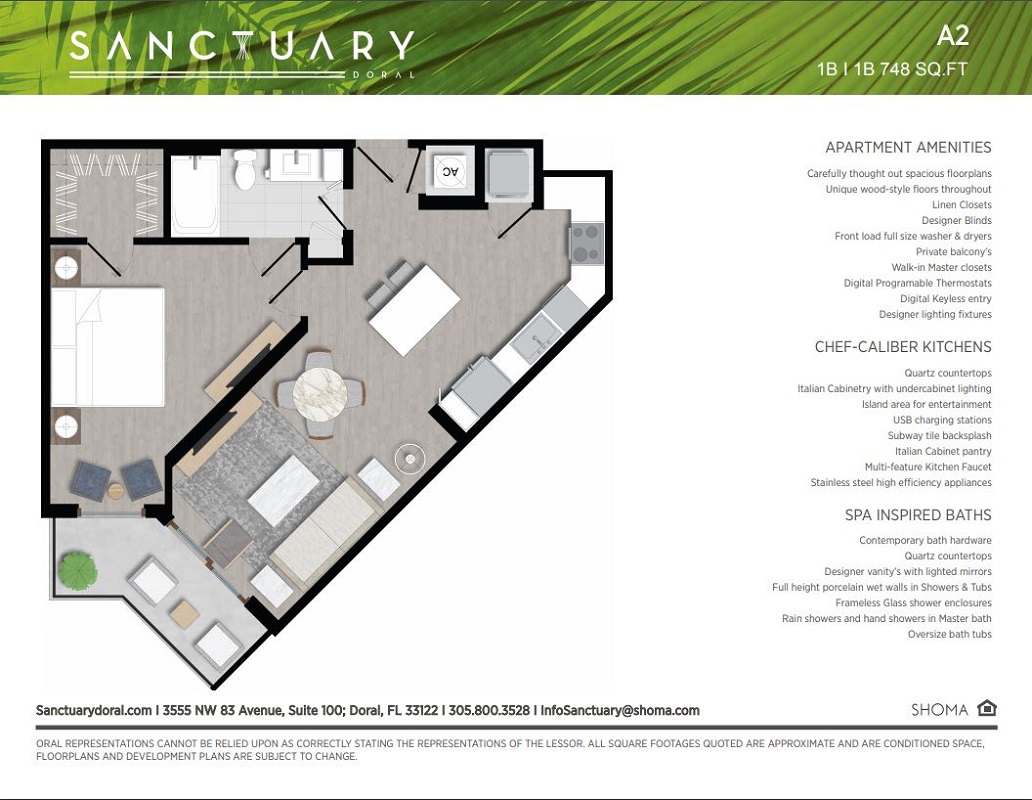 SANCTUARY
DORAL
A2
1B I 1B 748 SQ.FT
AC
APARTMENT AMENITIES
Carefully thought out spacious floorplans
Unique wood-style floors throughout
Linen Closets
Designer Blinds
Front load full size washer & dryers
Private balcony's
Walk-in Master closets
Digital Programable Thermostats
Digital Keyless entry
Designer lighting fixtures
CHEF-CALIBER KITCHENS
Quartz countertops
Italian Cabinetry with undercabinet lighting
Island area for entertainment
USB charging stations
Subway tile backsplash
Italian Cabinet pantry
Multi-feature Kitchen Faucet
Stainless steel high efficiency appliances
SPA INSPIRED BATHS
Contemporary bath hardware
Quartz countertops
Designer vanity's with lighted mirrors
Full height porcelain wet walls in Showers & Tubs
Frameless Glass shower enclosures
Rain showers and hand showers in Master bath
Oversize bath tubs
Sanctuarydoral.com I 3555 NW 83 Avenue, Suite 100; Doral, FL 33122 I 305.800.3528 I InfoSanctuary@shoma.com
SHOMA
ORAL REPRESENTATIONS CANNOT BE RELIED UPON AS CORRECTLY STATING THE REPRESENTATIONS OF THE LESSOR. ALL SQUARE FOOTAGES QUOTED ARE APPROXIMATE AND ARE CONDITIONED SPACE,
FLOORPLANS AND DEVELOPMENT PLANS ARE SUBJECT TO CHANGE.